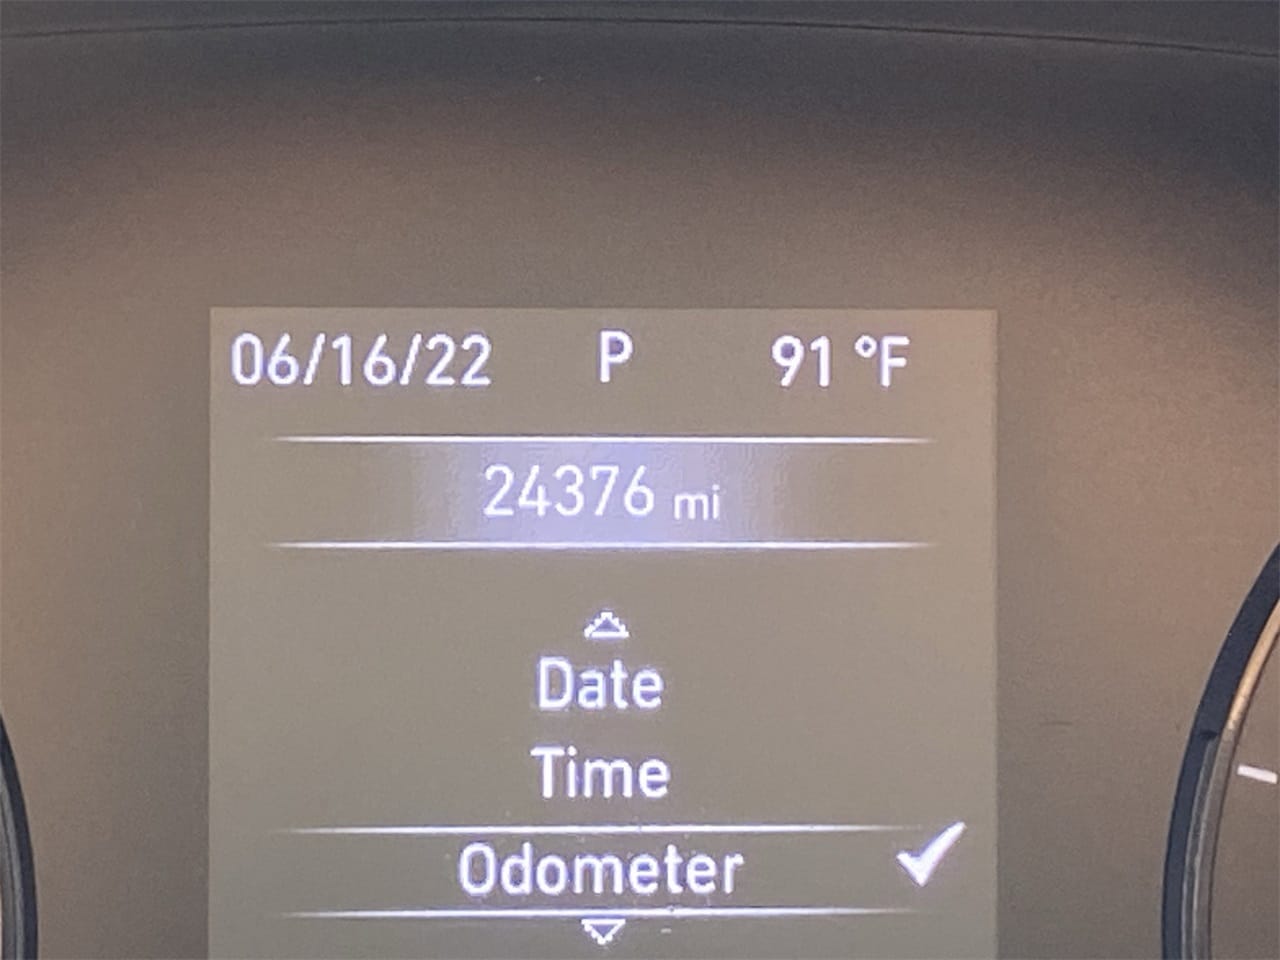 06/16/22 P 91 °F
24376 mi
Date
Time
Odometer